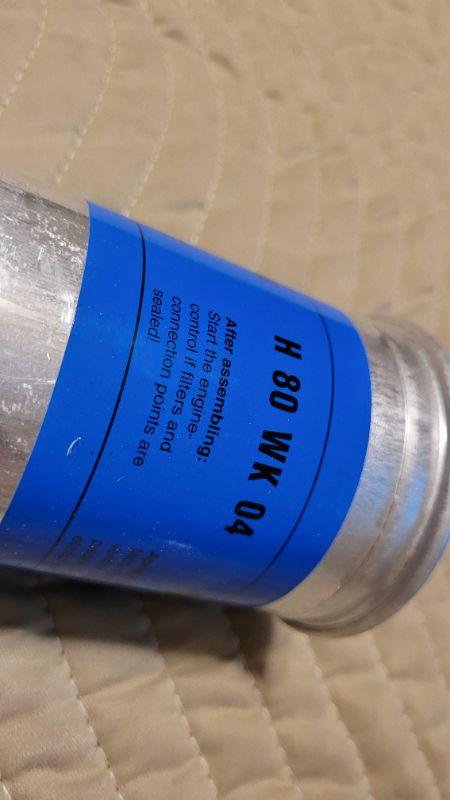 H 80 WK 04
After assembling:
Start the engine-
control if filters and
connection points are
sealed!